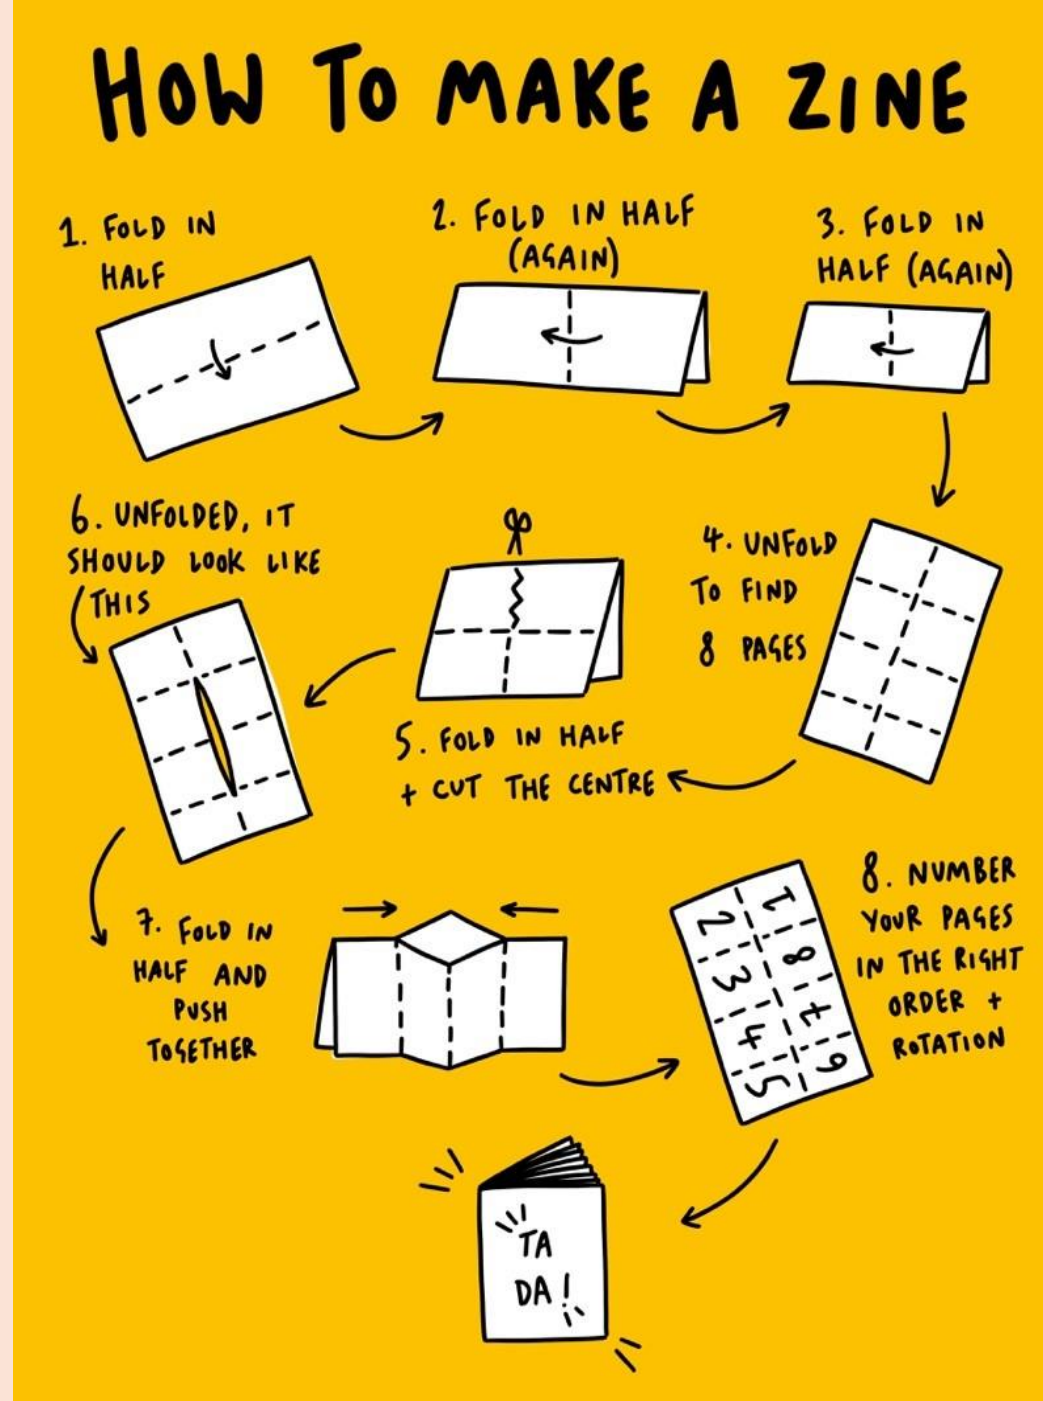 HOW TO MAKE A ZINE
1. FOLD IN
HALF
2. FOLD IN HALF
(AGAIN)
3. FOLD IN
HALF (AGAIN)
4. UNFOLD
TO FIND
8 PAGES
5. FOLD IN HALF
+ CUT THE CENTRE
6. UNFOLDED, IT
SHOULD LOOK LIKE
THIS
7. FOLD IN
HALF AND
PUSH
TOGETHER
8. NUMBER
YOUR PAGES
IN THE RIGHT
ORDER +
ROTATION
1 8 7 6
2 3 4 5
TA
DA!